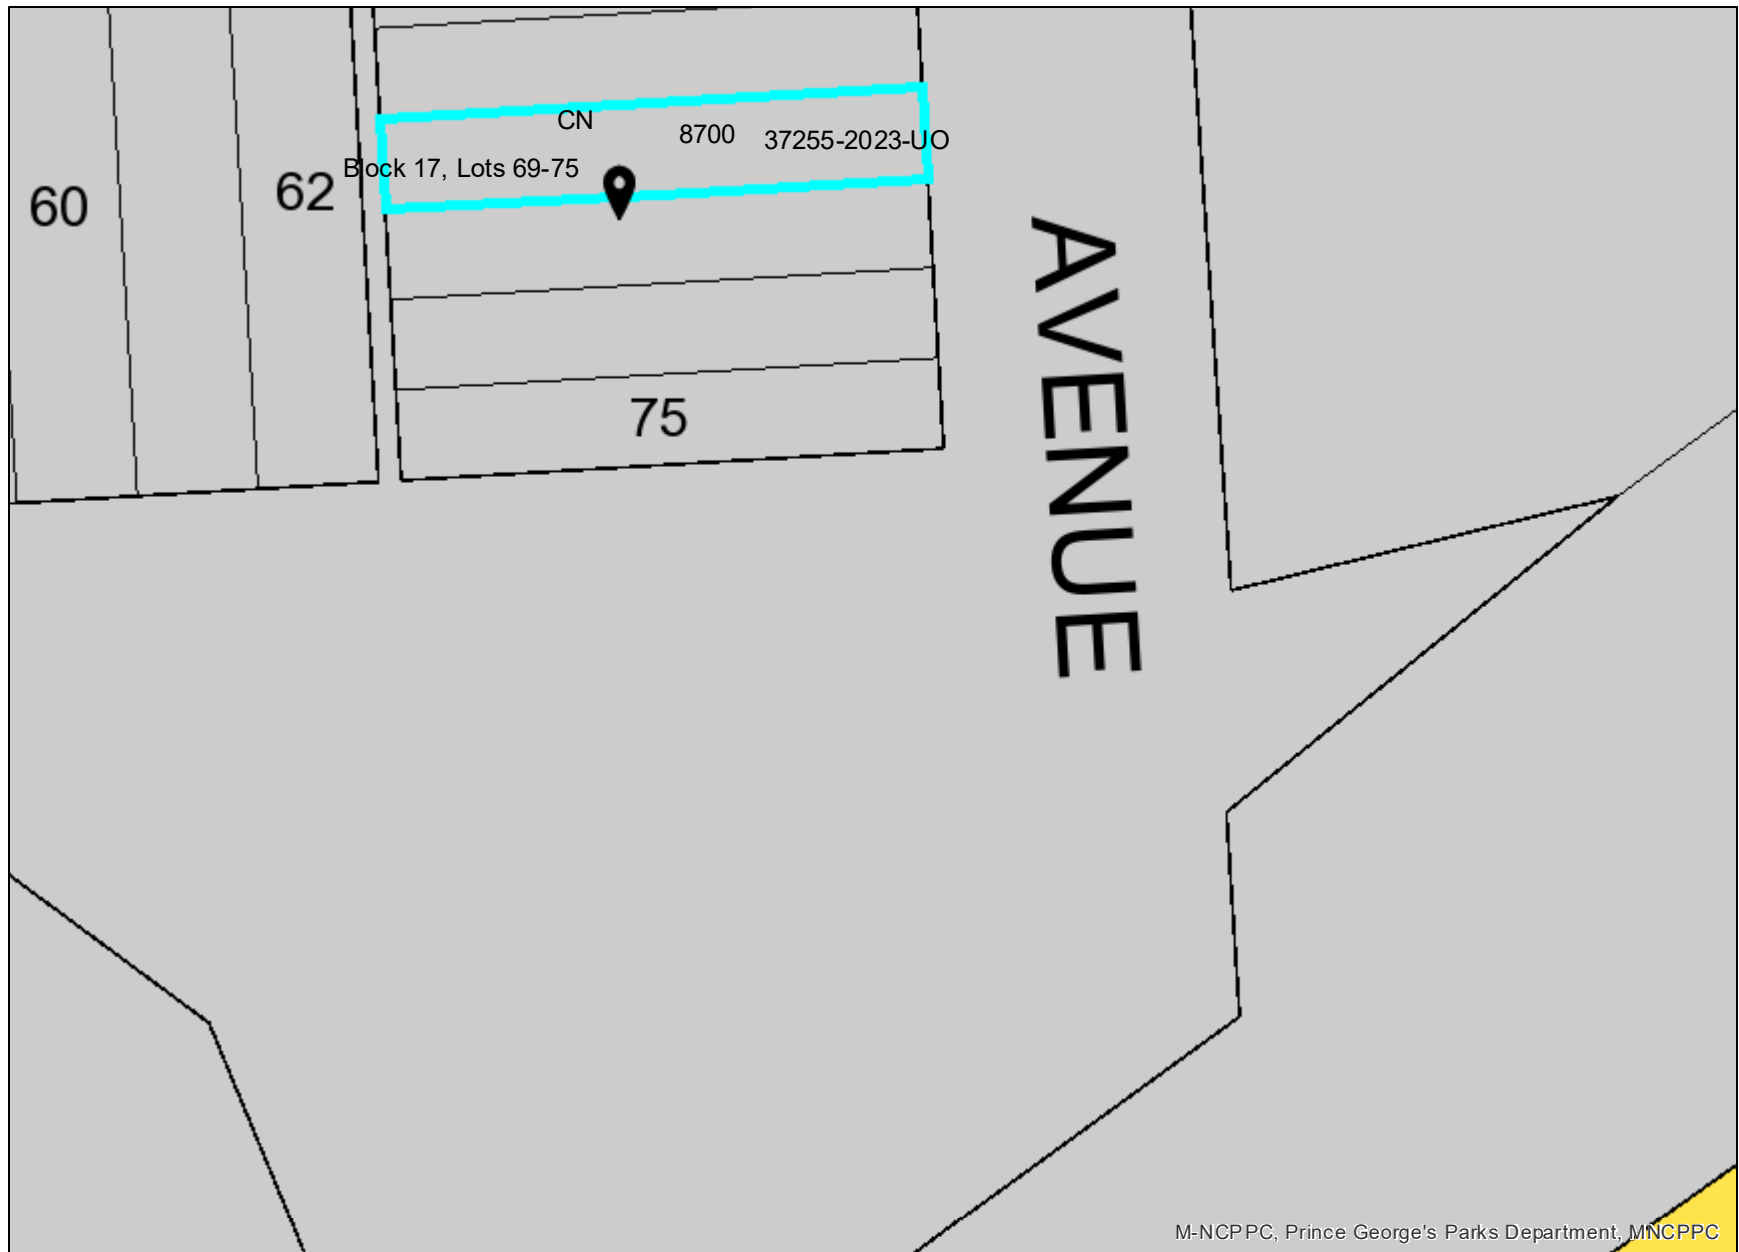 CN
8700
37255-2023-UO
Block 17, Lots 69-75
60
62
75
AVENUE
M-NCPPC, Prince George's Parks Department, MNCPPC